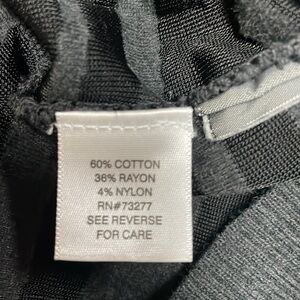 60% COTTON
36% RAYON
4% NYLON
RN#73277
SEE REVERSE
FOR CARE